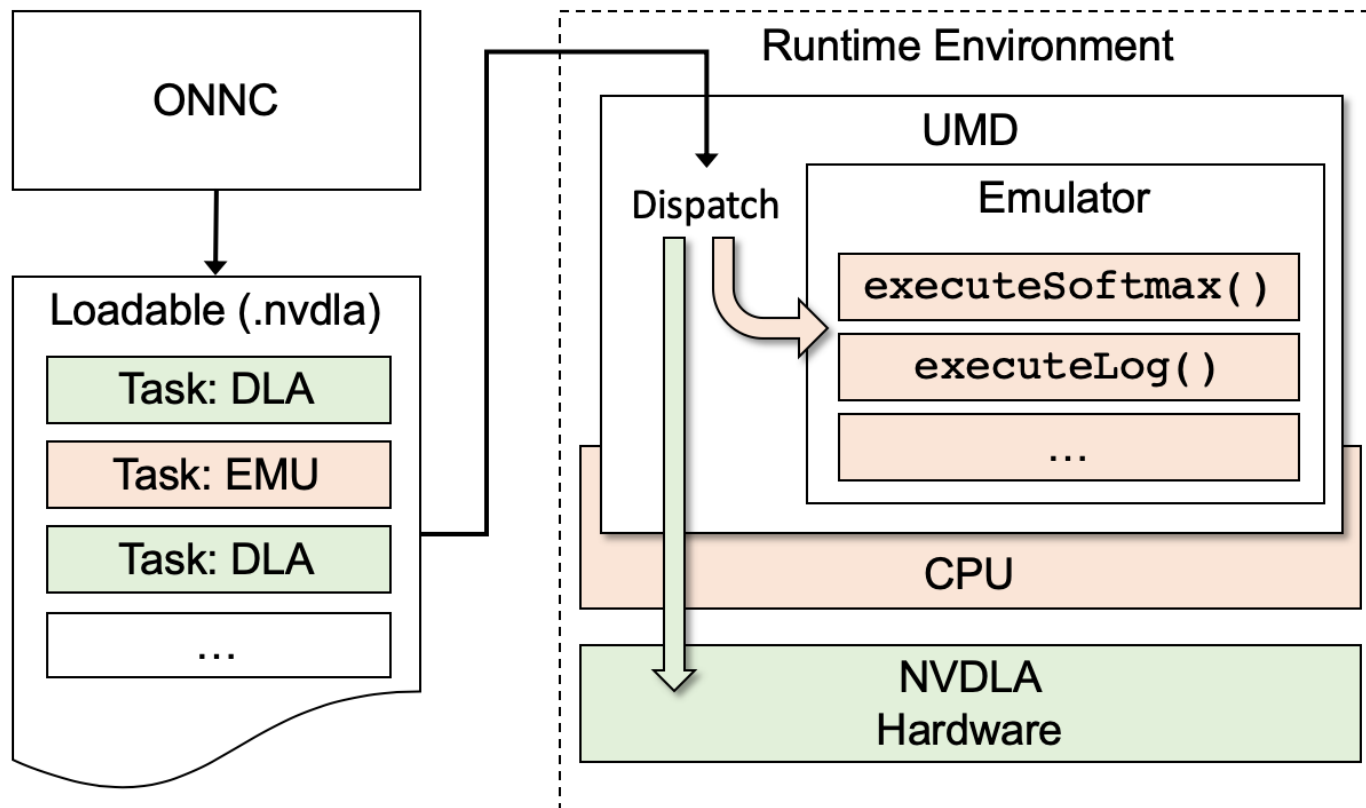 ONNC
Loadable (.nvdla)
Task: DLA
Task: EMU
Task: DLA
...
Runtime Environment
UMD
Dispatch
Emulator
executeSoftmax()
executeLog()
...
CPU
NVDLA
Hardware